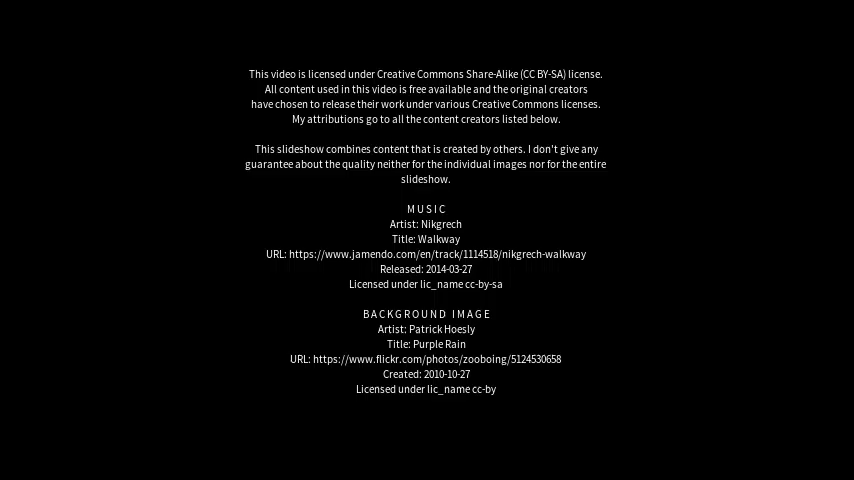 This video is licensed under Creative Commons Share-Alike (CC BY-SA) license.
All content used in this video is free available and the original creators
have chosen to release their work under various Creative Commons licenses.
My attributions go to all the content creators listed below.
This slideshow combines content that is created by others. I don't give any
guarantee about the quality neither for the individual images nor for the entire
slideshow.
MUSIC
Artist: Nikgrech
Title: Walkway
URL: https://www.jamendo.com/en/track/1114518/nikgrech-walkway
Released: 2014-03-27
Licensed under lic_name cc-by-sa
BACKGROUND IMAGE
Artist: Patrick Hoesly
Title: Purple Rain
URL: https://www.flickr.com/photos/zooboing/5124530658
Created: 2010-10-27
Licensed under lic_name cc-by